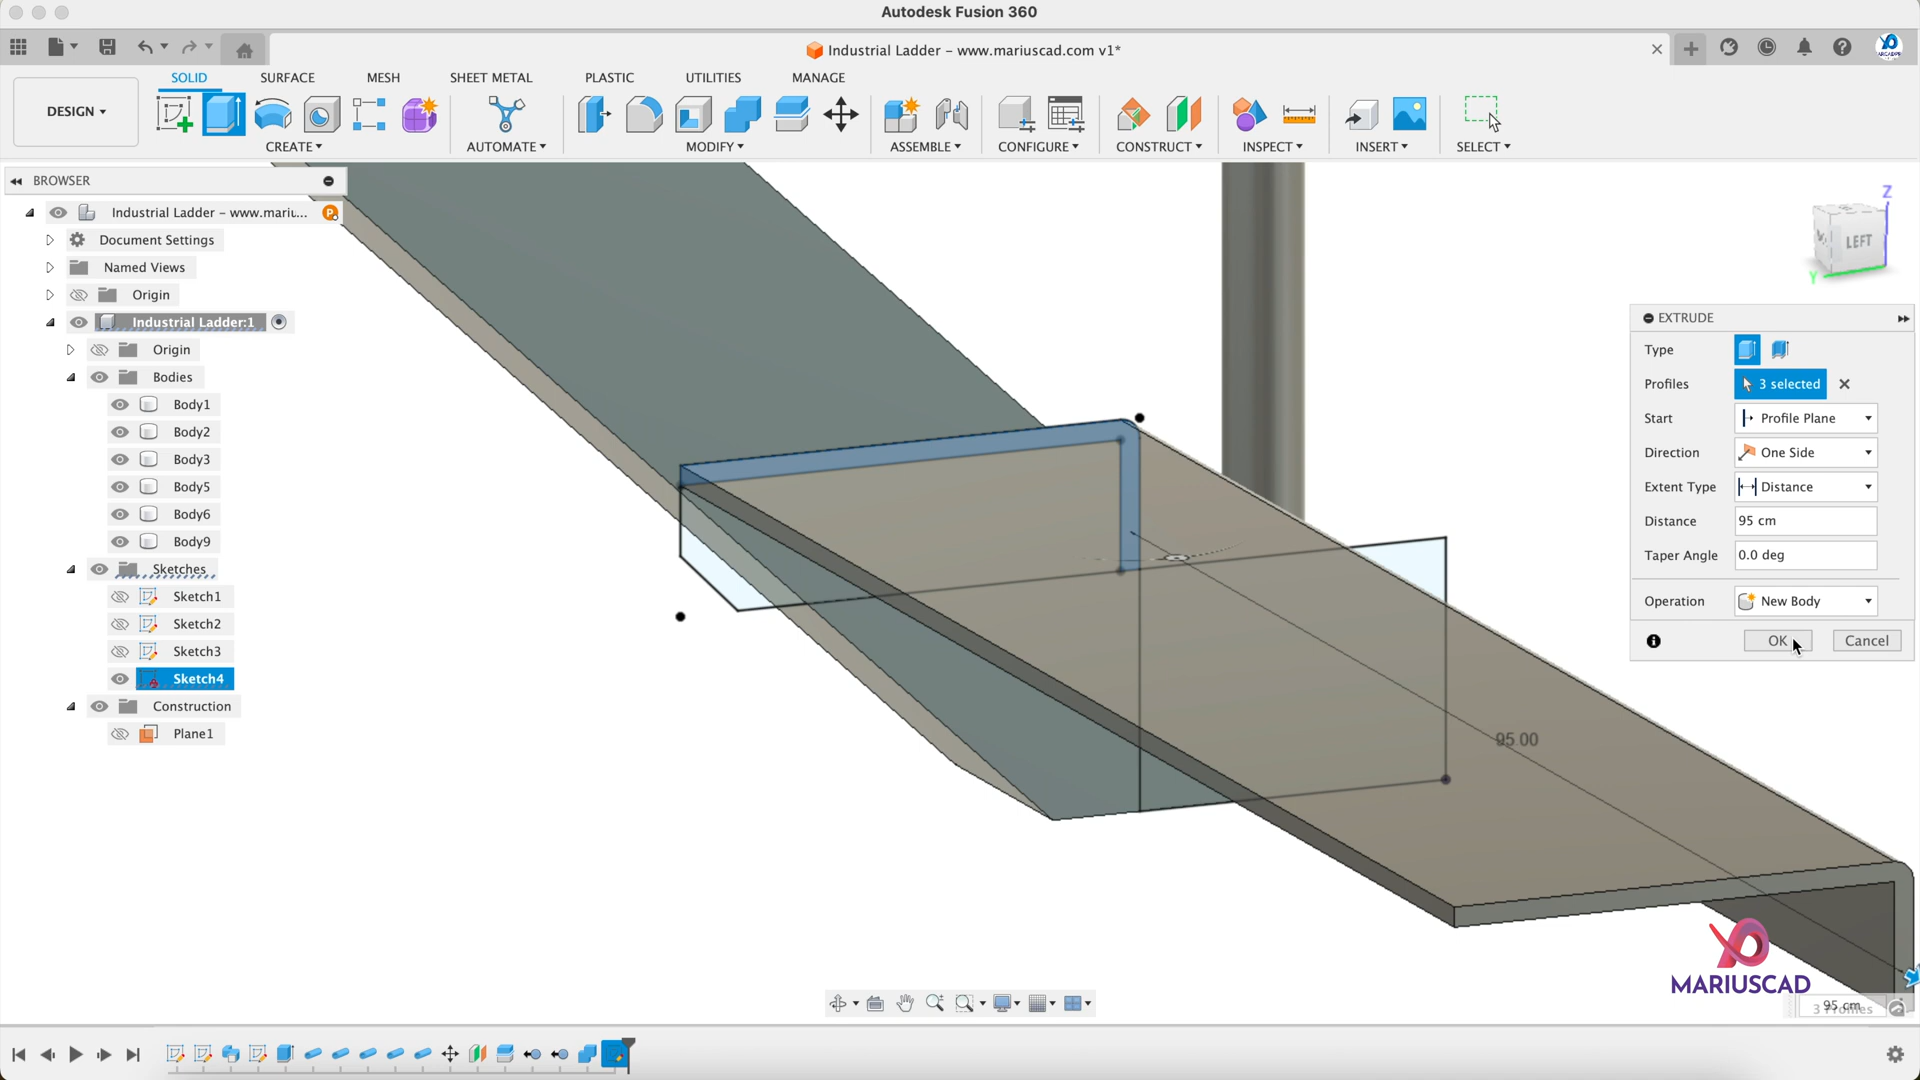 Autodesk Fusion 360
Industrial Ladder – www.mariuscad.com v1*
SOLID
SURFACE
MESH
SHEET METAL
PLASTIC
UTILITIES
MANAGE
DESIGN
CREATE
AUTOMATE
MODIFY
ASSEMBLE
CONFIGURE
CONSTRUCT
INSPECT
INSERT
SELECT
BROWSER
Industrial Ladder – www.mariu...
P
Document Settings
Named Views
Origin
Industrial Ladder:1
Origin
Bodies
Body1
Body2
Body3
Body5
Body6
Body9
Sketches
Sketch1
Sketch2
Sketch3
Sketch4
Construction
Plane1
Z
LEFT
Y
EXTRUDE
Type
Profiles
3 selected
Start
Profile Plane
Direction
One Side
Extent Type
Distance
Distance
95 cm
Taper Angle
0.0 deg
Operation
New Body
OK
Cancel
95.00
MARIUSCAD
95 cm
3 Profiles